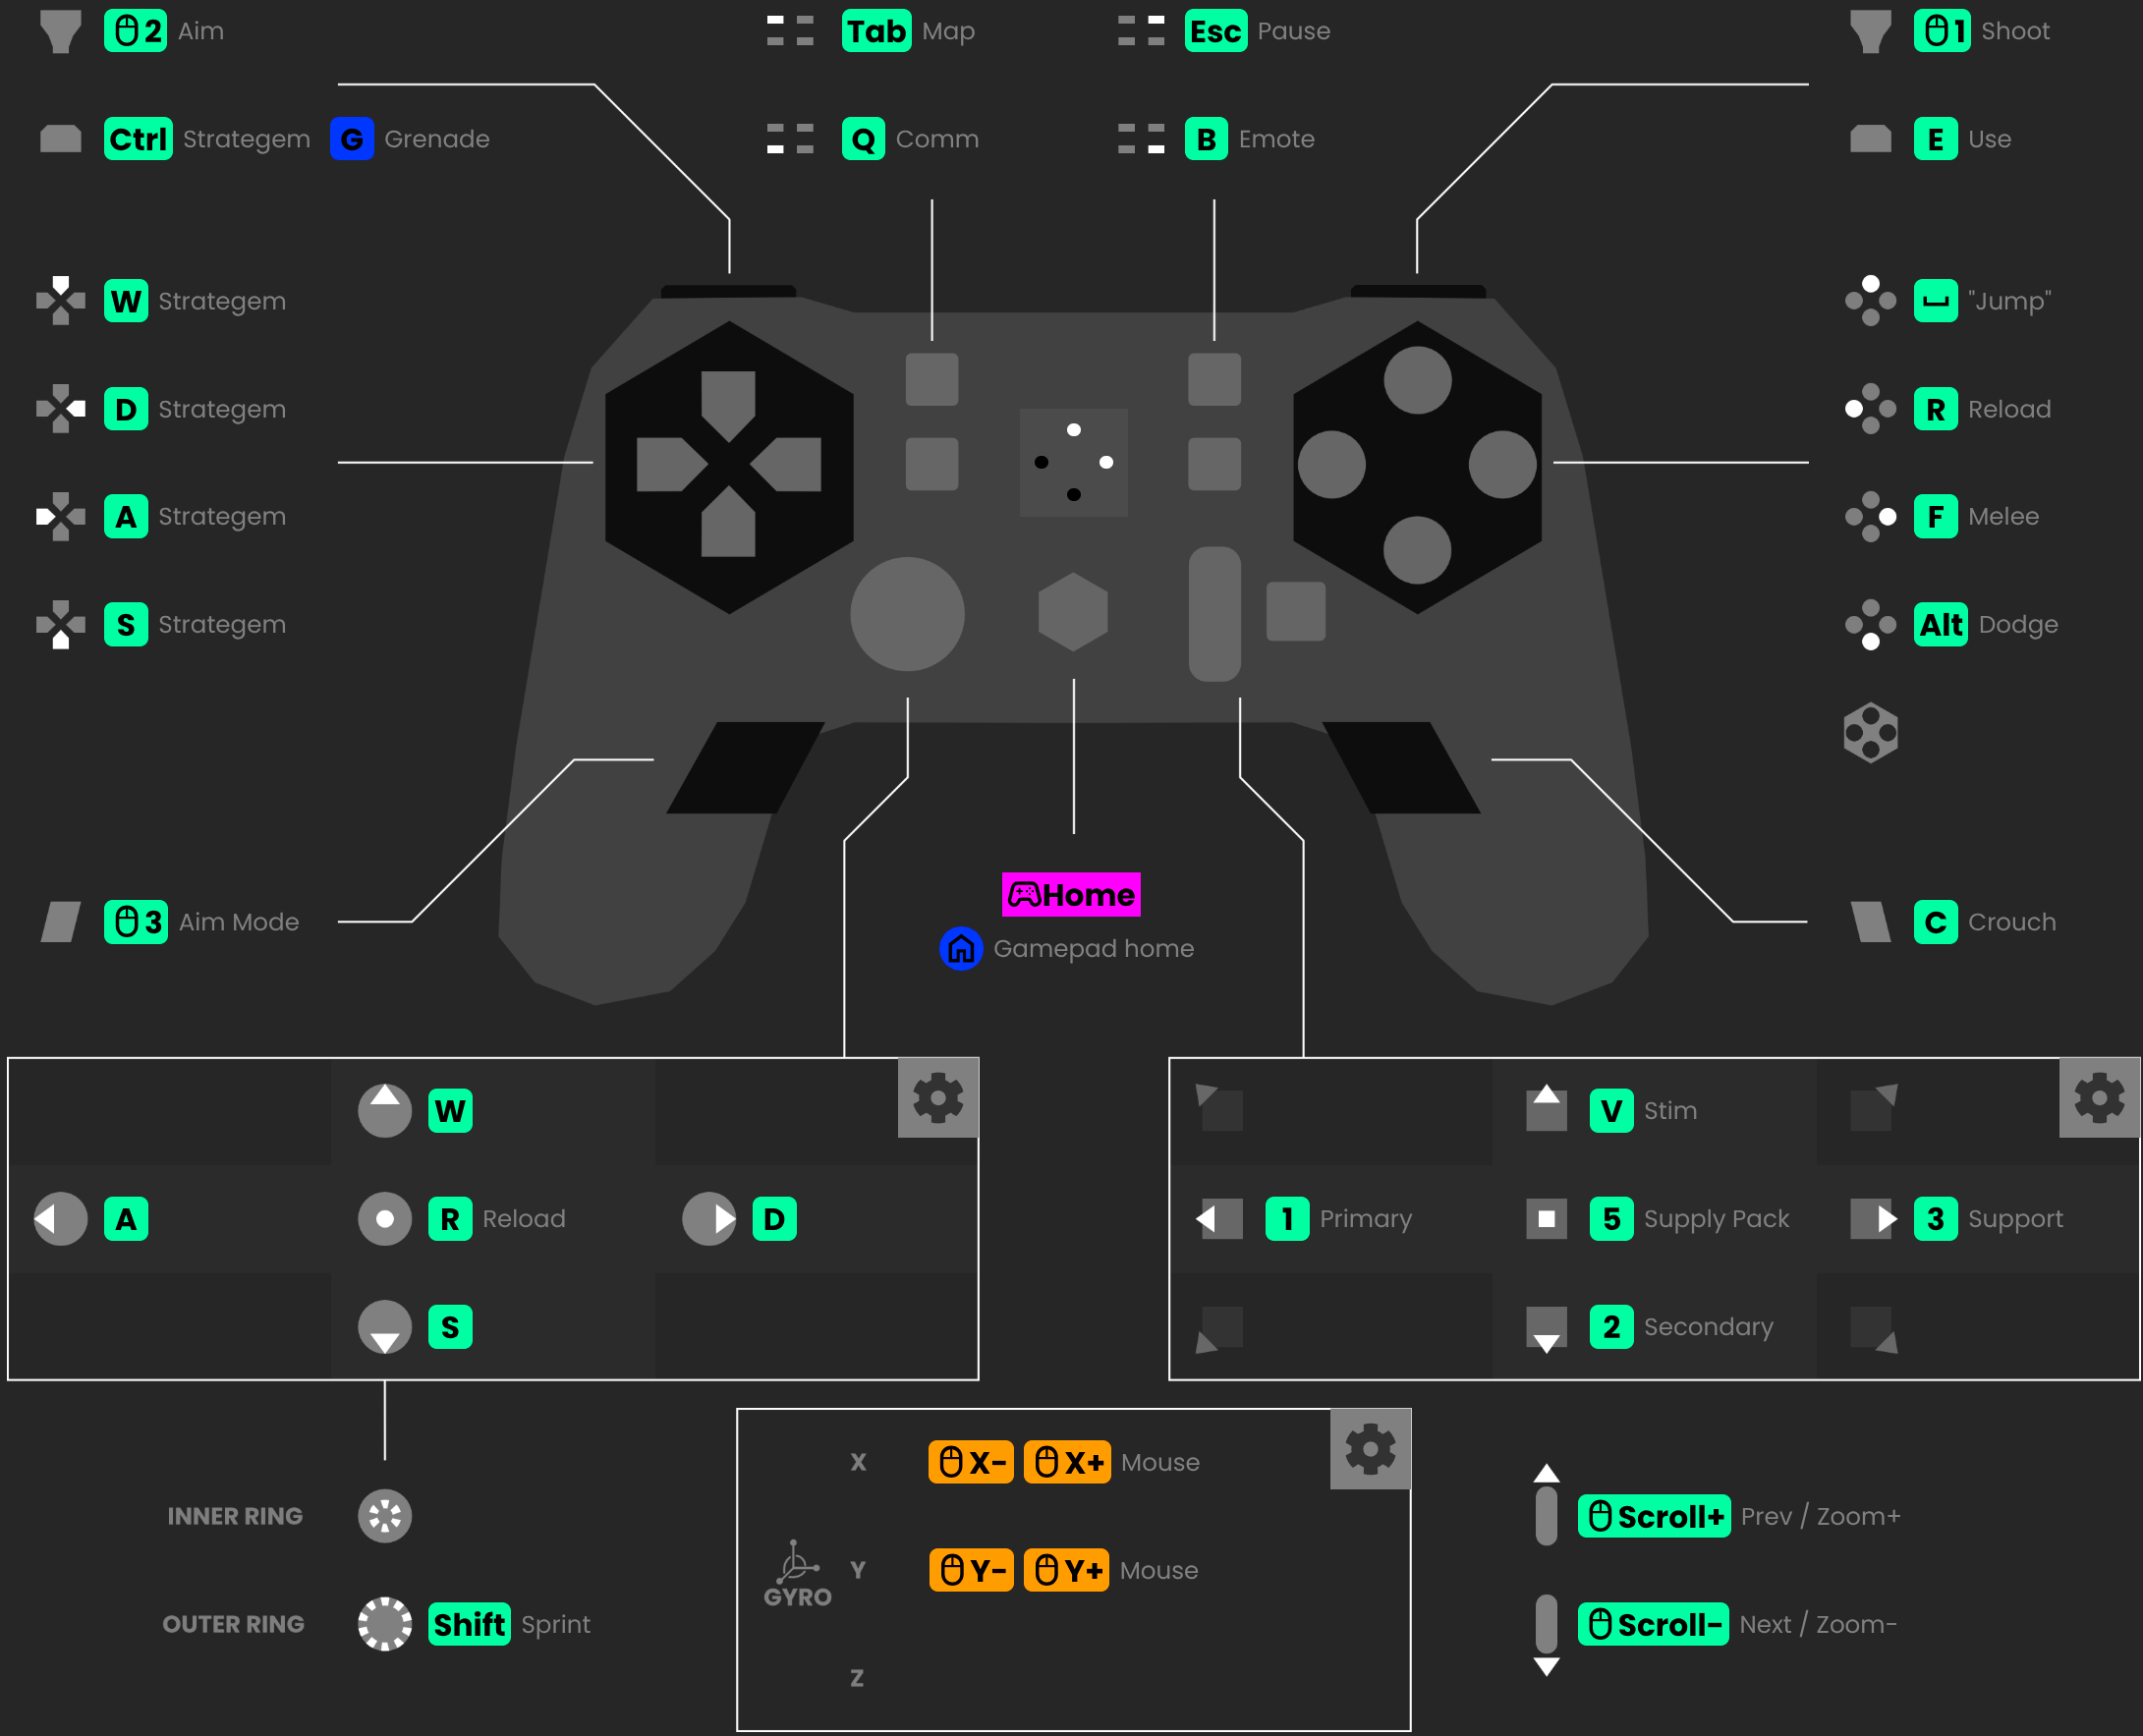 2 Aim
Tab Map
Esc Pause
1 Shoot
Ctrl Strategem G Grenade
Q Comm
B Emote
E Use
W Strategem
"Jump"
D Strategem
R Reload
A Strategem
F Melee
S Strategem
Alt Dodge
3 Aim Mode
Home
Gamepad home
C Crouch
W
A
R Reload
D
S
V Stim
1 Primary
5 Supply Pack
3 Support
2 Secondary
INNER RING
OUTER RING
Shift Sprint
X X- X+ Mouse
GYRO
Y Y- Y+ Mouse
Z
Scroll+ Prev / Zoom+
Scroll- Next / Zoom-